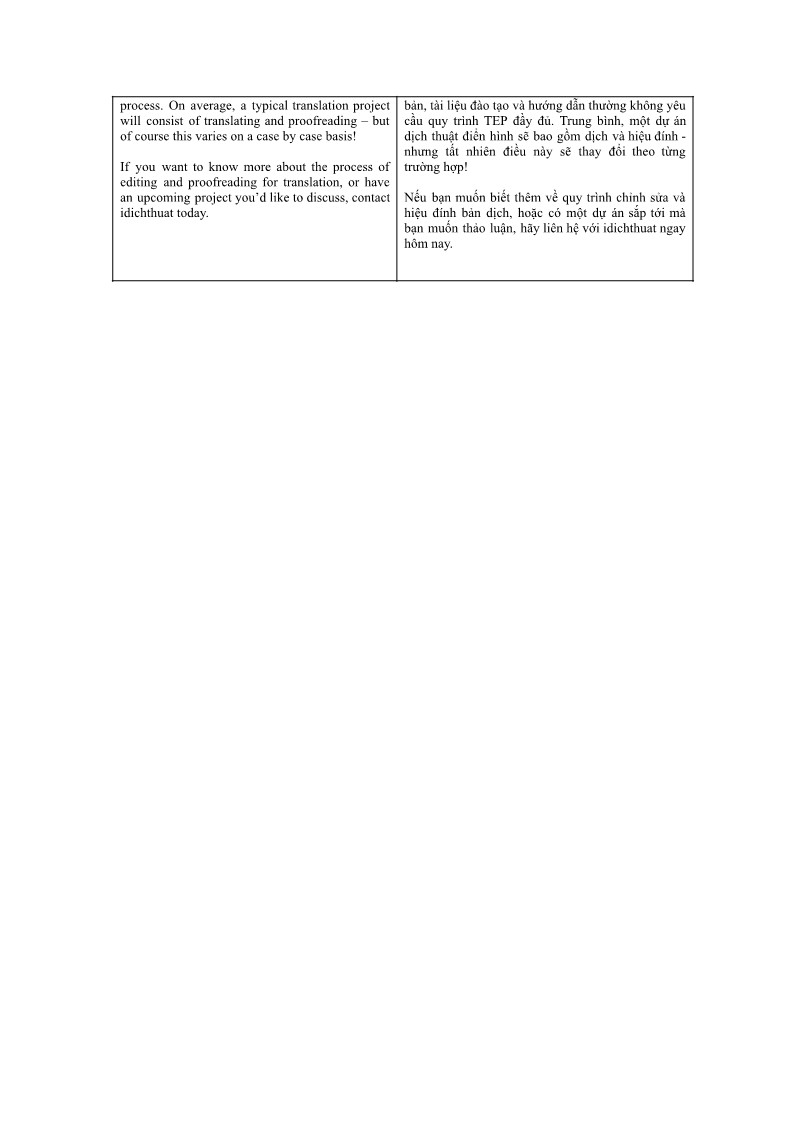 process. On average, a typical translation project
will consist of translating and proofreading – but
of course this varies on a case by case basis!
If you want to know more about the process of
editing and proofreading for translation, or have
an upcoming project you’d like to discuss, contact
idichthuat today.
bản, tài liệu đào tạo và hướng dẫn thường không yêu
cầu quy trình TEP đầy đủ. Trung bình, một dự án
dịch thuật điển hình sẽ bao gồm dịch và hiệu đính -
nhưng tất nhiên điều này sẽ thay đổi theo từng
trường hợp!
Nếu bạn muốn biết thêm về quy trình chỉnh sửa và
hiệu đính bản dịch, hoặc có một dự án sắp tới mà
bạn muốn thảo luận, hãy liên hệ với idichthuat ngay
hôm nay.